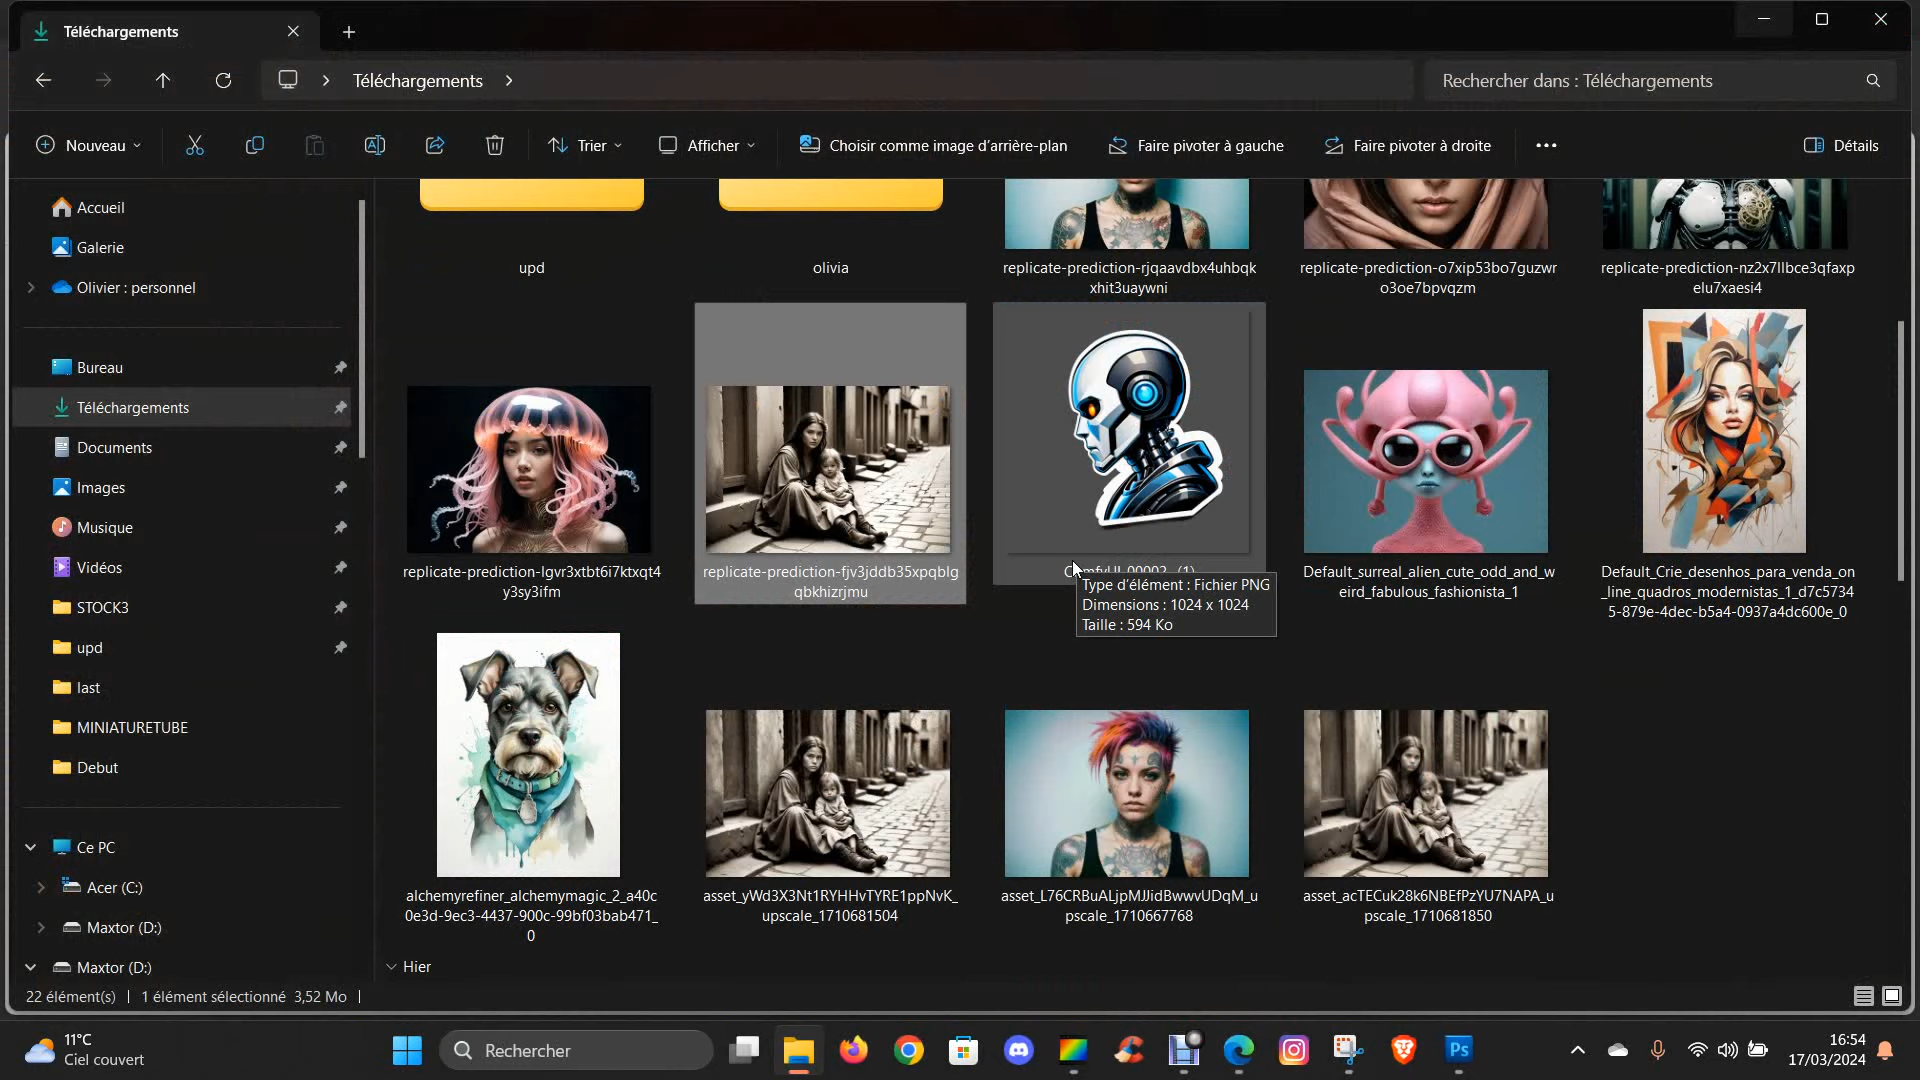 Téléchargements
Téléchargements
Rechercher dans : Téléchargements
Nouveau
Trier
Afficher
Choisir comme image d'arrière-plan
Faire pivoter à gauche
Faire pivoter à droite
Détails
Accueil
Galerie
Olivier : personnel
Bureau
Téléchargements
Documents
Images
Musique
Vidéos
STOCK3
upd
last
MINIATURETUBE
Debut
Ce PC
Acer (C:)
Maxtor (D:)
Maxtor (D:)
upd
olivia
replicate-prediction-rjqaavdbx4uhbqk
xhit3uaywni
replicate-prediction-o7xip53bo7guzwr
o3oe7bpvqzm
replicate-prediction-nz2x7llbce3qfaxp
elu7xaesi4
replicate-prediction-lgvr3xtbt6i7ktxqt4
y3sy3ifm
replicate-prediction-fjv3jddb35xpqblg
qbkhizrjmu
Type d'élément : Fichier PNG
Dimensions : 1024 x 1024
Taille : 594 Ko
Default_surreal_alien_cute_odd_and_w
eird_fabulous_fashionista_1
Default_Crie_desenhos_para_venda_on
_line_quadros_modernistas_1_d7c5734
5-879e-4dec-b5a4-0937a4dc600e_0
alchemyrefiner_alchemymagic_2_a40c
0e3d-9ec3-4437-900c-99bf03bab471_
0
asset_yWd3X3Nt1RYHHvTYRE1ppNvK_
upscale_1710681504
asset_L76CRBuALjpMJJidBwwvUDqM_u
pscale_1710667768
asset_acTECuk28k6NBEfPzYU7NAPA_u
pscale_1710681850
Hier
22 élément(s)
1 élément sélectionné 3,52 Mo
11°C
Ciel couvert
Rechercher
Ps
16:54
17/03/2024